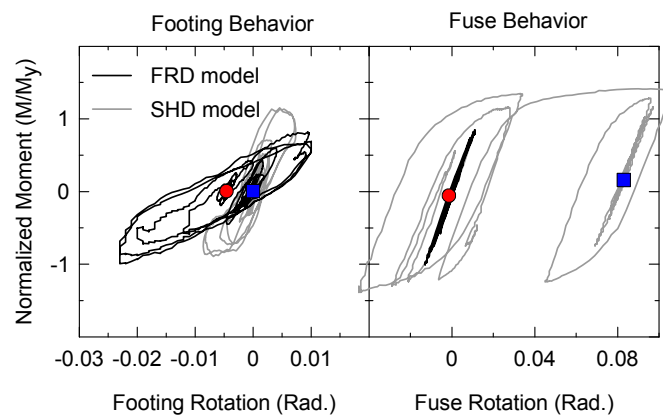 Footing Behavior Fuse Behavior
FRD model
SHD model
Normalized Moment (M/My)
1
0
-1
-0.03 -0.02 -0.01 0 0.01 0 0.04 0.08
Footing Rotation (Rad.) Fuse Rotation (Rad.)